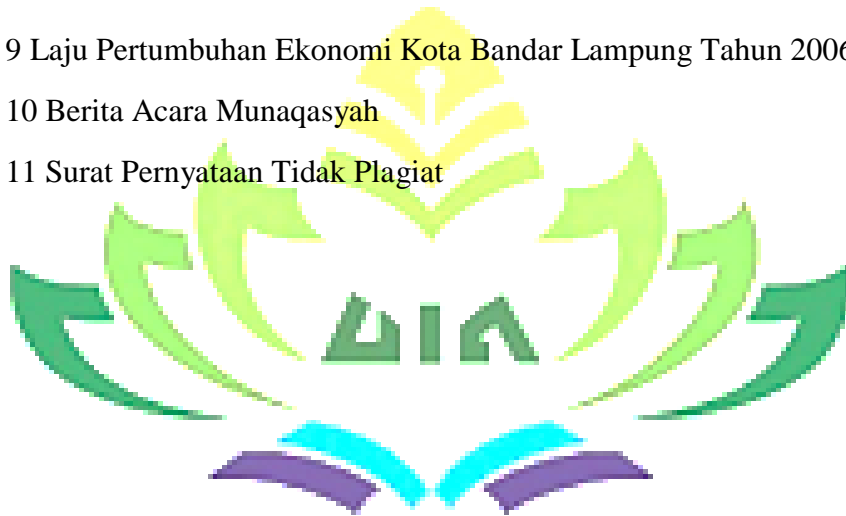 9 Laju Pertumbuhan Ekonomi Kota Bandar Lampung Tahun 2006
10 Berita Acara Munaqasyah
11 Surat Pernyataan Tidak Plagiat
UIN